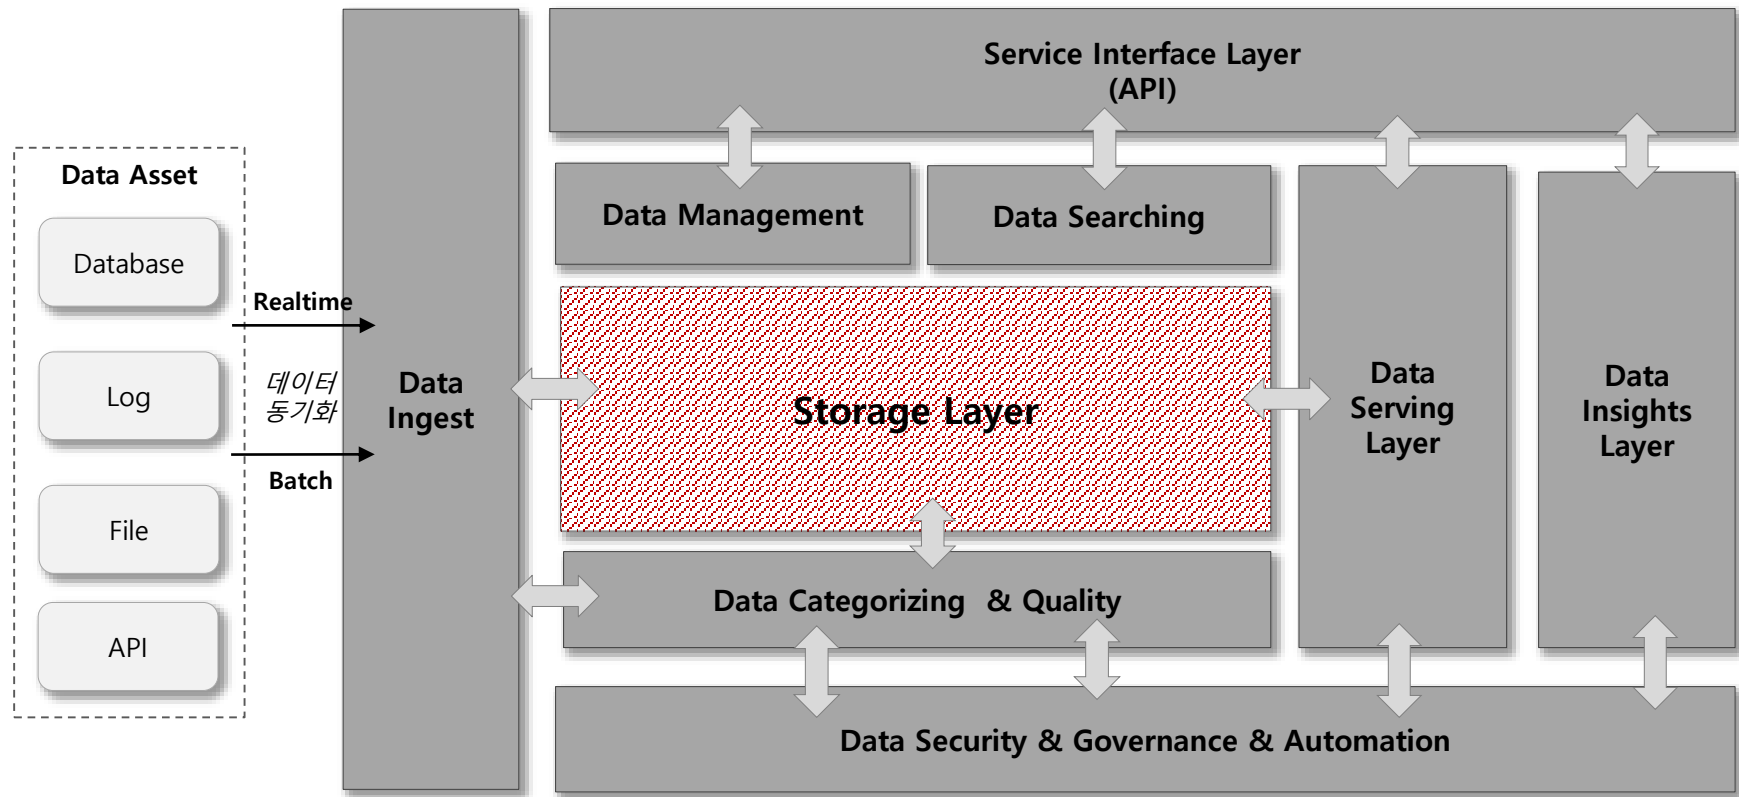 Data Asset
Database
Log
File
API
Realtime
데이터
동기화
Batch
Data
Ingest
Service Interface Layer
(API)
Data Management
Data Searching
Storage Layer
Data Categorizing & Quality
Data
Serving
Layer
Data
Insights
Layer
Data Security & Governance & Automation